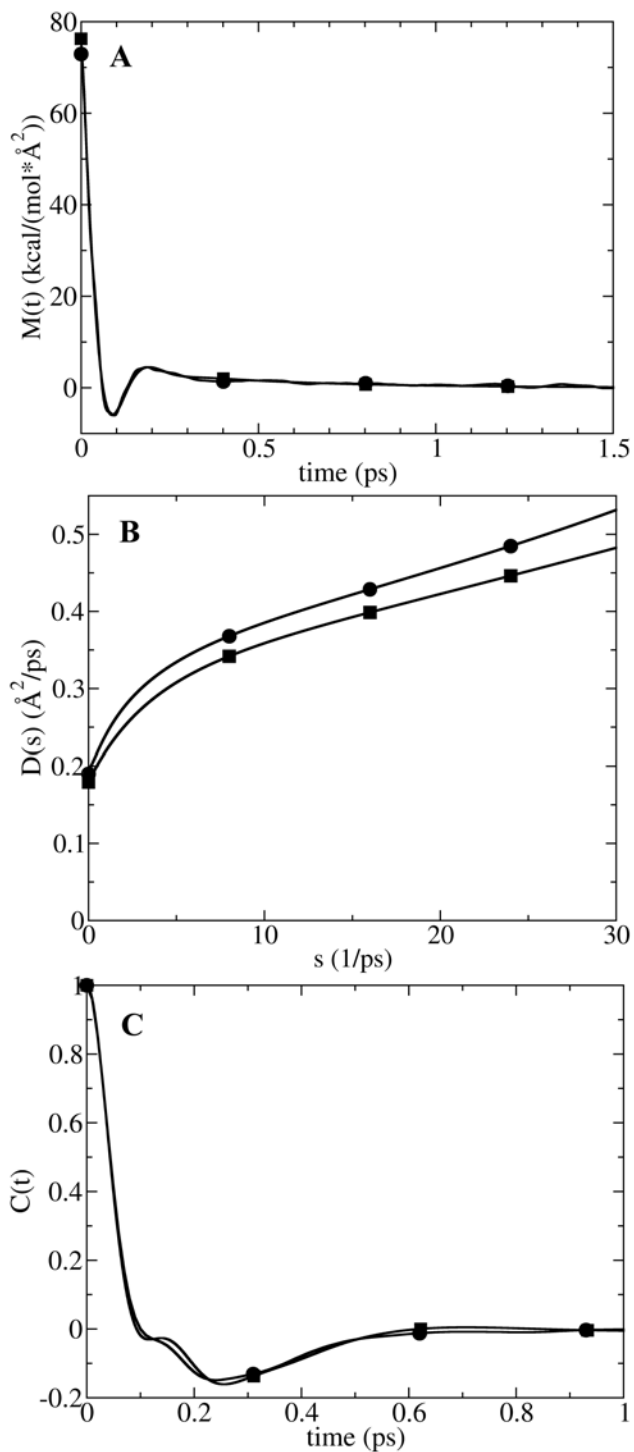 80
A
60
40
20
0
M(t) (kcal/(mol*Å²))
0 0.5 1 1.5
time (ps)
0.5
B
0.4
0.3
0.2
0.1
0
D(s) (Å²/ps)
0 10 20 30
s (1/ps)
1
C
0.8
0.6
0.4
0.2
0
-0.2
C(t)
0 0.2 0.4 0.6 0.8 1
time (ps)